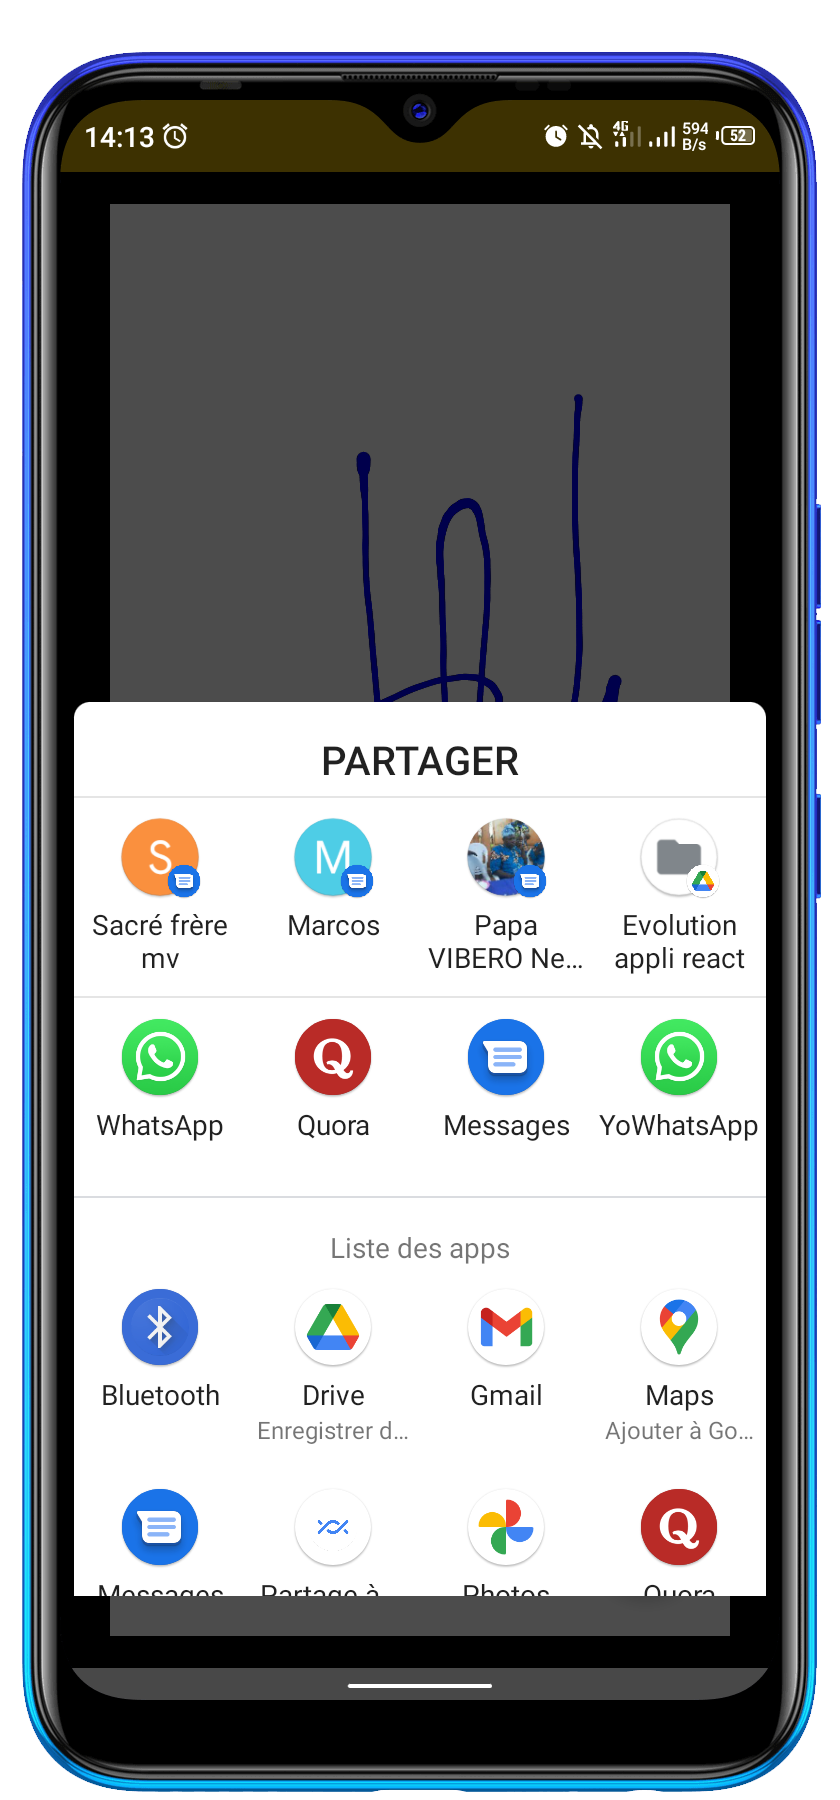 14:13
4G
594
B/s
52
PARTAGER
S
M
Sacré frère
mv
Marcos
Papa
VIBERO Ne...
Evolution
appli react
Q
WhatsApp
Quora
Messages
YoWhatsApp
Liste des apps
Bluetooth
Drive
Gmail
Maps
Enregistrer d...
Ajouter à Go...
Q
Messages
Partage à
Photos
Quora